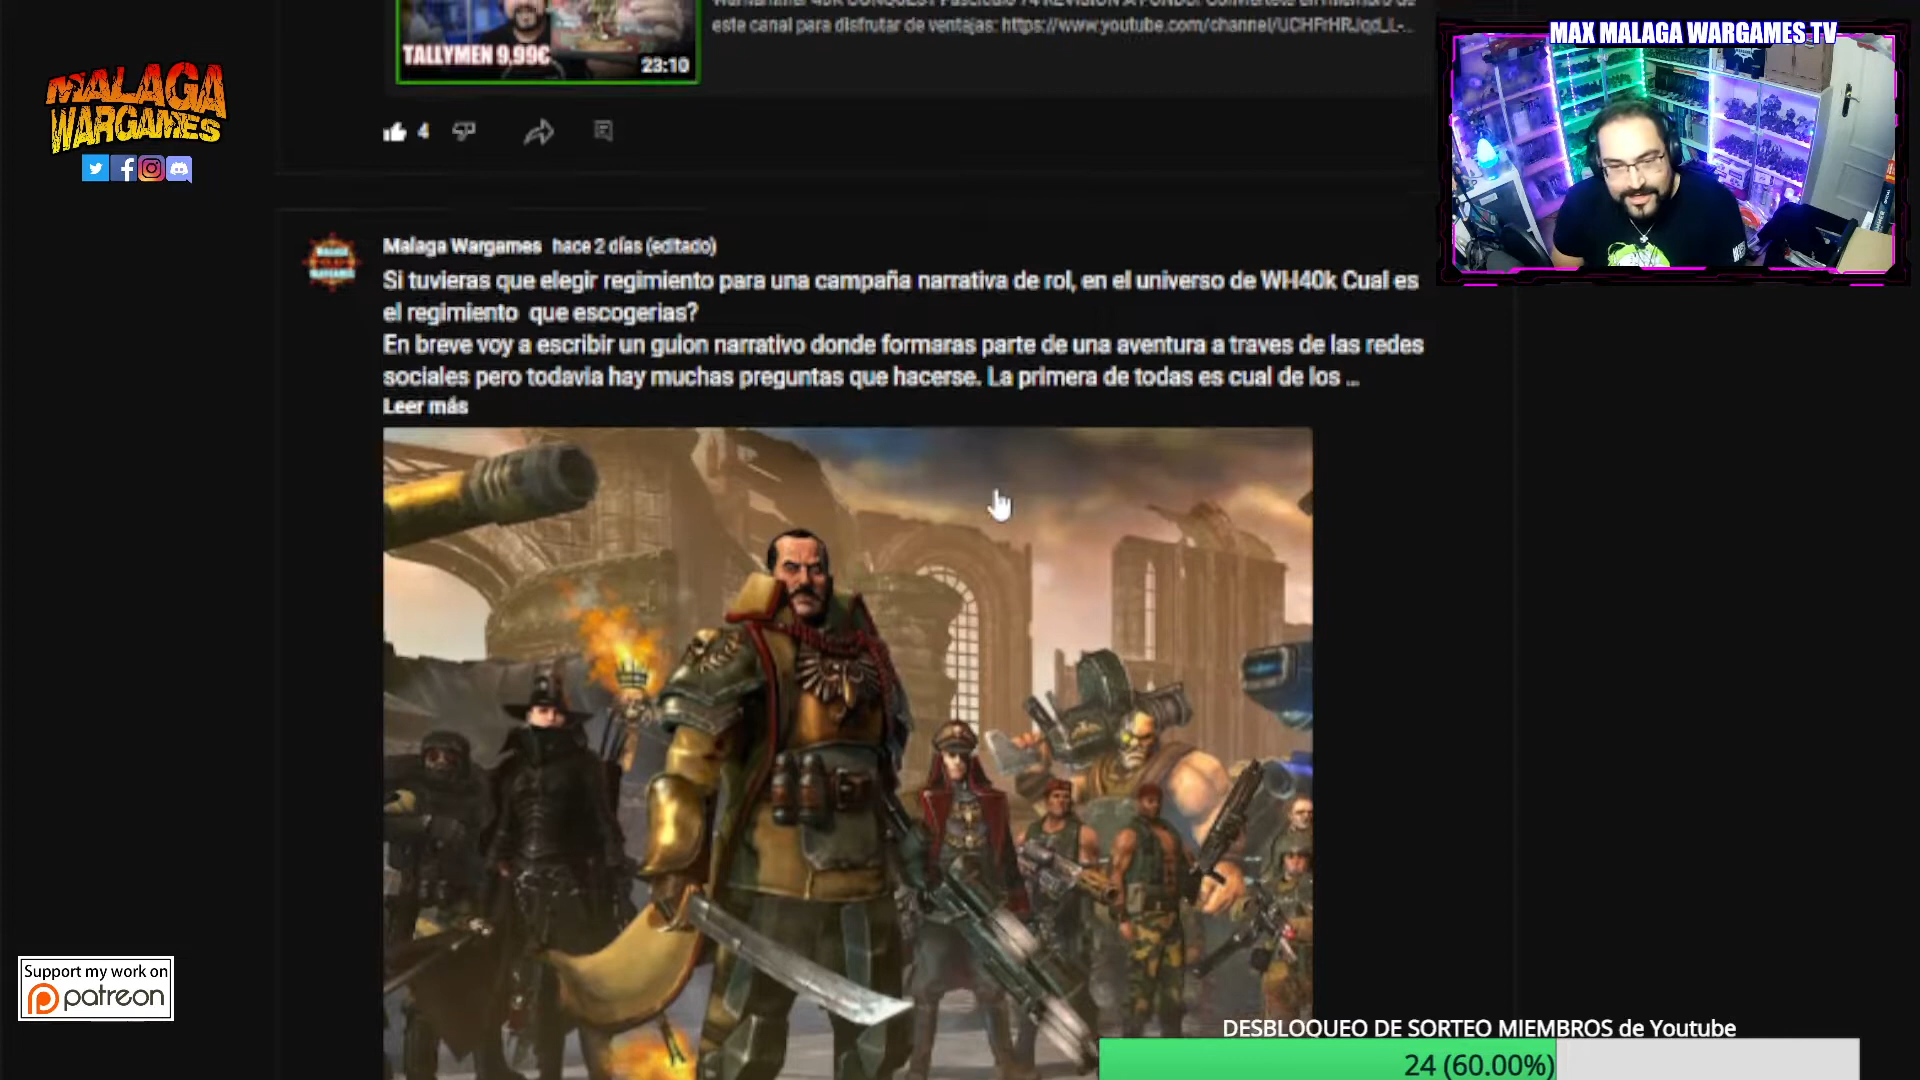 este canal para disfrutar de ventajas: https://www.youtube.com/channel/UCHFrHRJqd_L-...
TALLYMEN 9,99€
23:10
MAX MALAGA WARGAMES TV
MALAGA
WARGAMES
4
Malaga Wargames hace 2 días (editado)
Si tuvieras que elegir regimiento para una campaña narrativa de rol, en el universo de WH40k Cual es
el regimiento que escogerias?
En breve voy a escribir un guion narrativo donde formaras parte de una aventura a traves de las redes
sociales pero todavia hay muchas preguntas que hacerse. La primera de todas es cual de los ...
Leer más
Support my work on
patreon
DESBLOQUEO DE SORTEO MIEMBROS de Youtube
24 (60.00%)